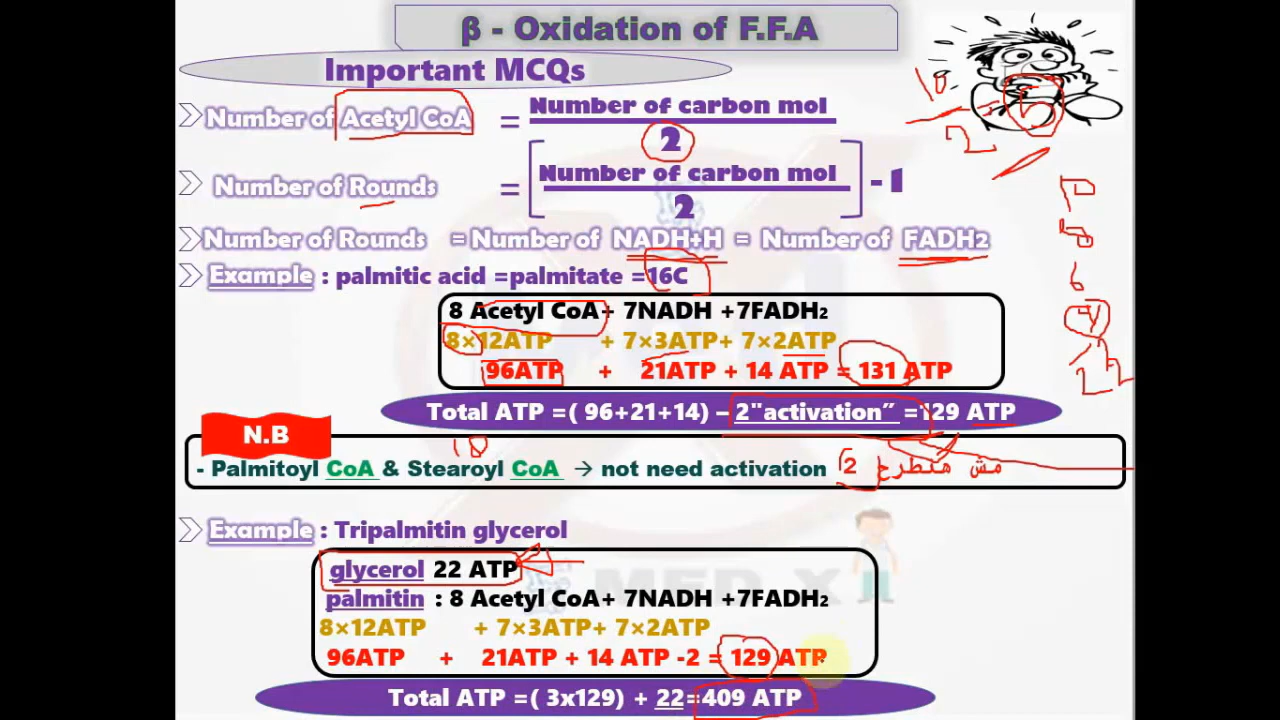 β - Oxidation of F.F.A
Important MCQs
Number of Acetyl CoA = Number of carbon mol
2
Number of Rounds = [ Number of carbon mol ] - 1
2
Number of Rounds = Number of NADH+H = Number of FADH2
Example : palmitic acid =palmitate =16C
8 Acetyl CoA+ 7NADH +7FADH2
8×12ATP + 7×3ATP+ 7×2ATP
96ATP + 21ATP + 14 ATP = 131 ATP
Total ATP =( 96+21+14) – 2"activation” =129 ATP
N.B
- Palmitoyl CoA & Stearoyl CoA → not need activation مش هنطرح 2
Example : Tripalmitin glycerol
glycerol 22 ATP
palmitin : 8 Acetyl CoA+ 7NADH +7FADH2
8×12ATP + 7×3ATP+ 7×2ATP
96ATP + 21ATP + 14 ATP -2 = 129 ATP
Total ATP =( 3x129) + 22=409 ATP
MED X